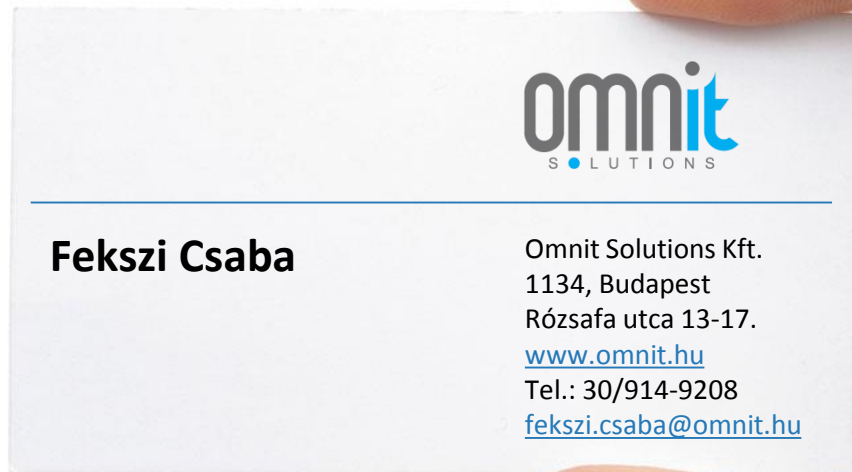 omnit
SOLUTIONS
Fekszi Csaba
Omnit Solutions Kft.
1134, Budapest
Rózsafa utca 13-17.
www.omnit.hu
Tel.: 30/914-9208
fekszi.csaba@omnit.hu